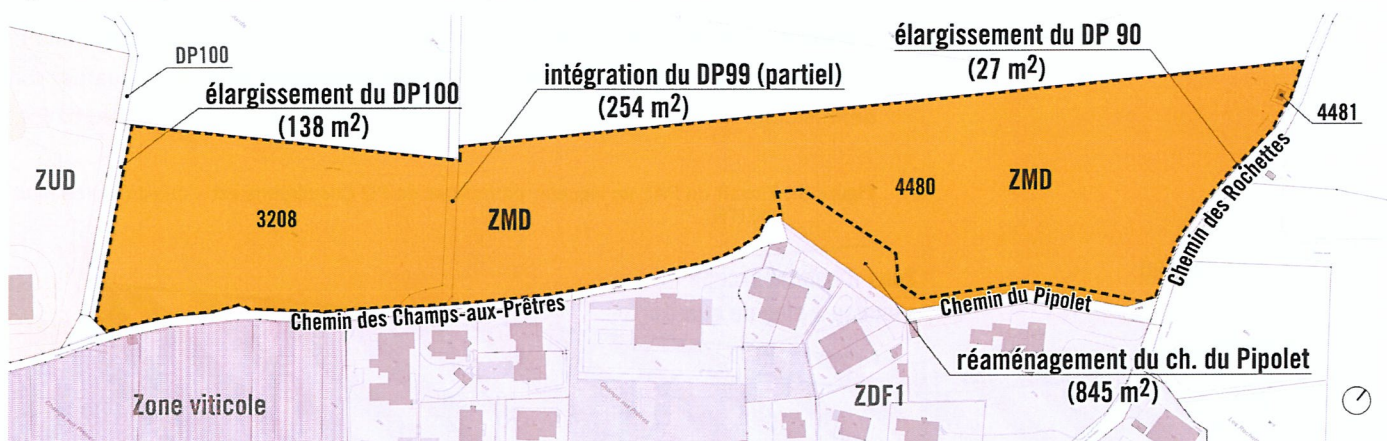 élargissement du DP 90
(27 m²)
DP100
intégration du DP99 (partiel)
(254 m²)
élargissement du DP100
(138 m²)
4481
ZUD
3208
ZMD
4480
ZMD
Chemin des Rochettes
Chemin des Champs-aux-Prêtres
Chemin du Pipolet
réaménagement du ch. du Pipolet
(845 m²)
Zone viticole
ZDF1